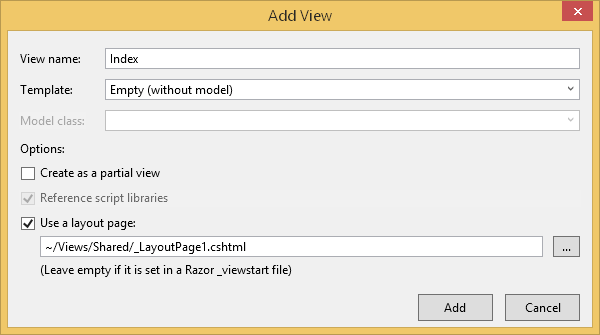 Add View
View name: Index
Template: Empty (without model)
Model class:
Options:
Create as a partial view
Reference script libraries
Use a layout page:
~/Views/Shared/_LayoutPage1.cshtml ...
(Leave empty if it is set in a Razor _viewstart file)
Add Cancel